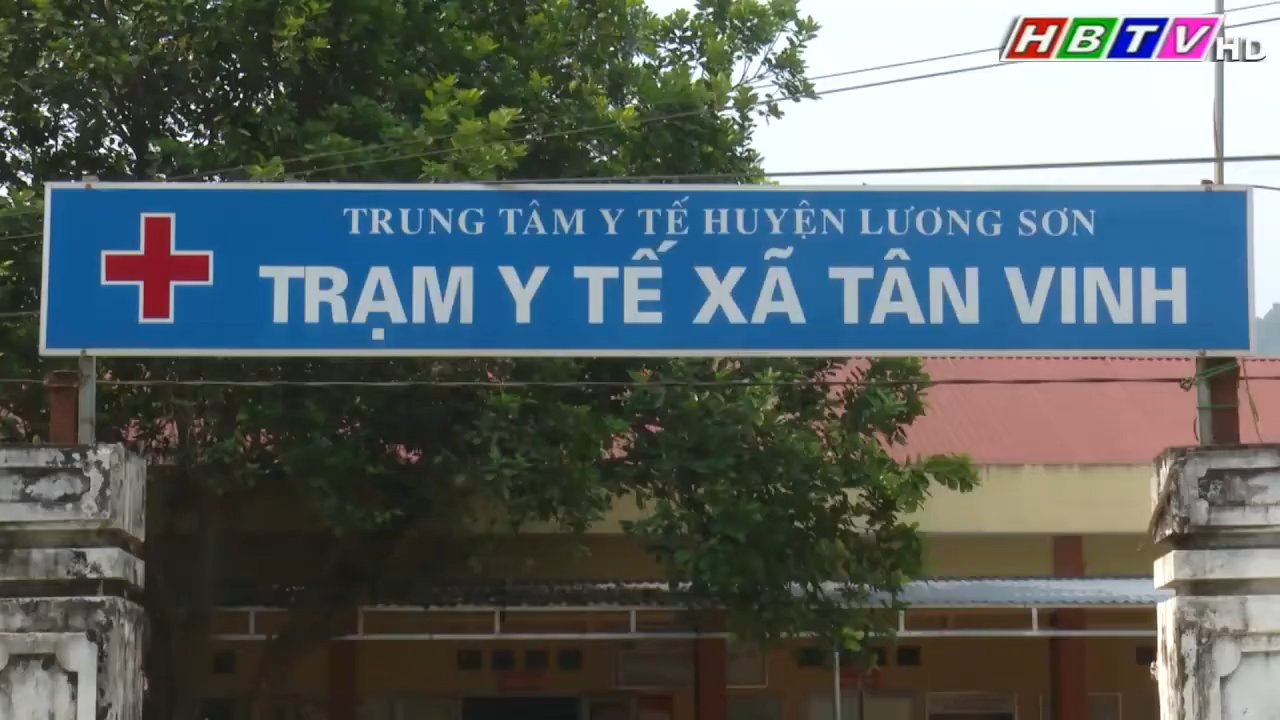 HBTV HD
TRUNG TÂM Y TẾ HUYỆN LƯƠNG SƠN
TRẠM Y TẾ XÃ TÂN VINH